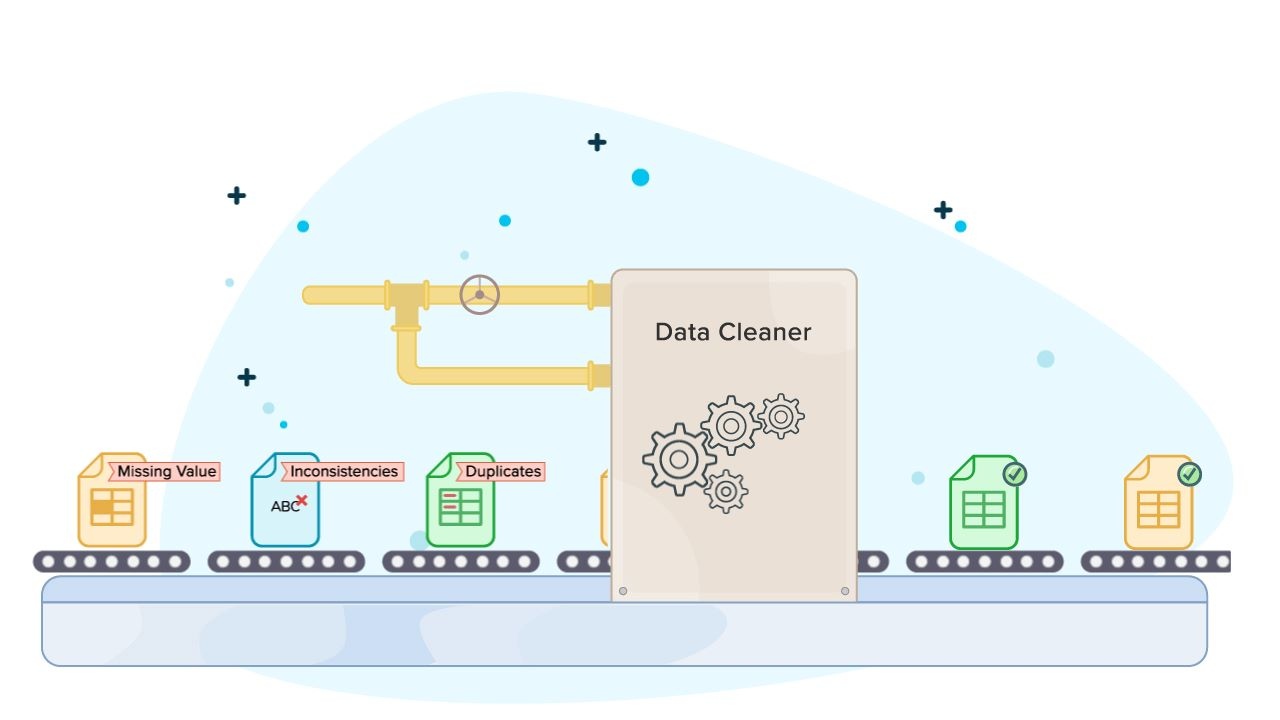 Data Cleaner
Missing Value
Inconsistencies
Duplicates
ABC